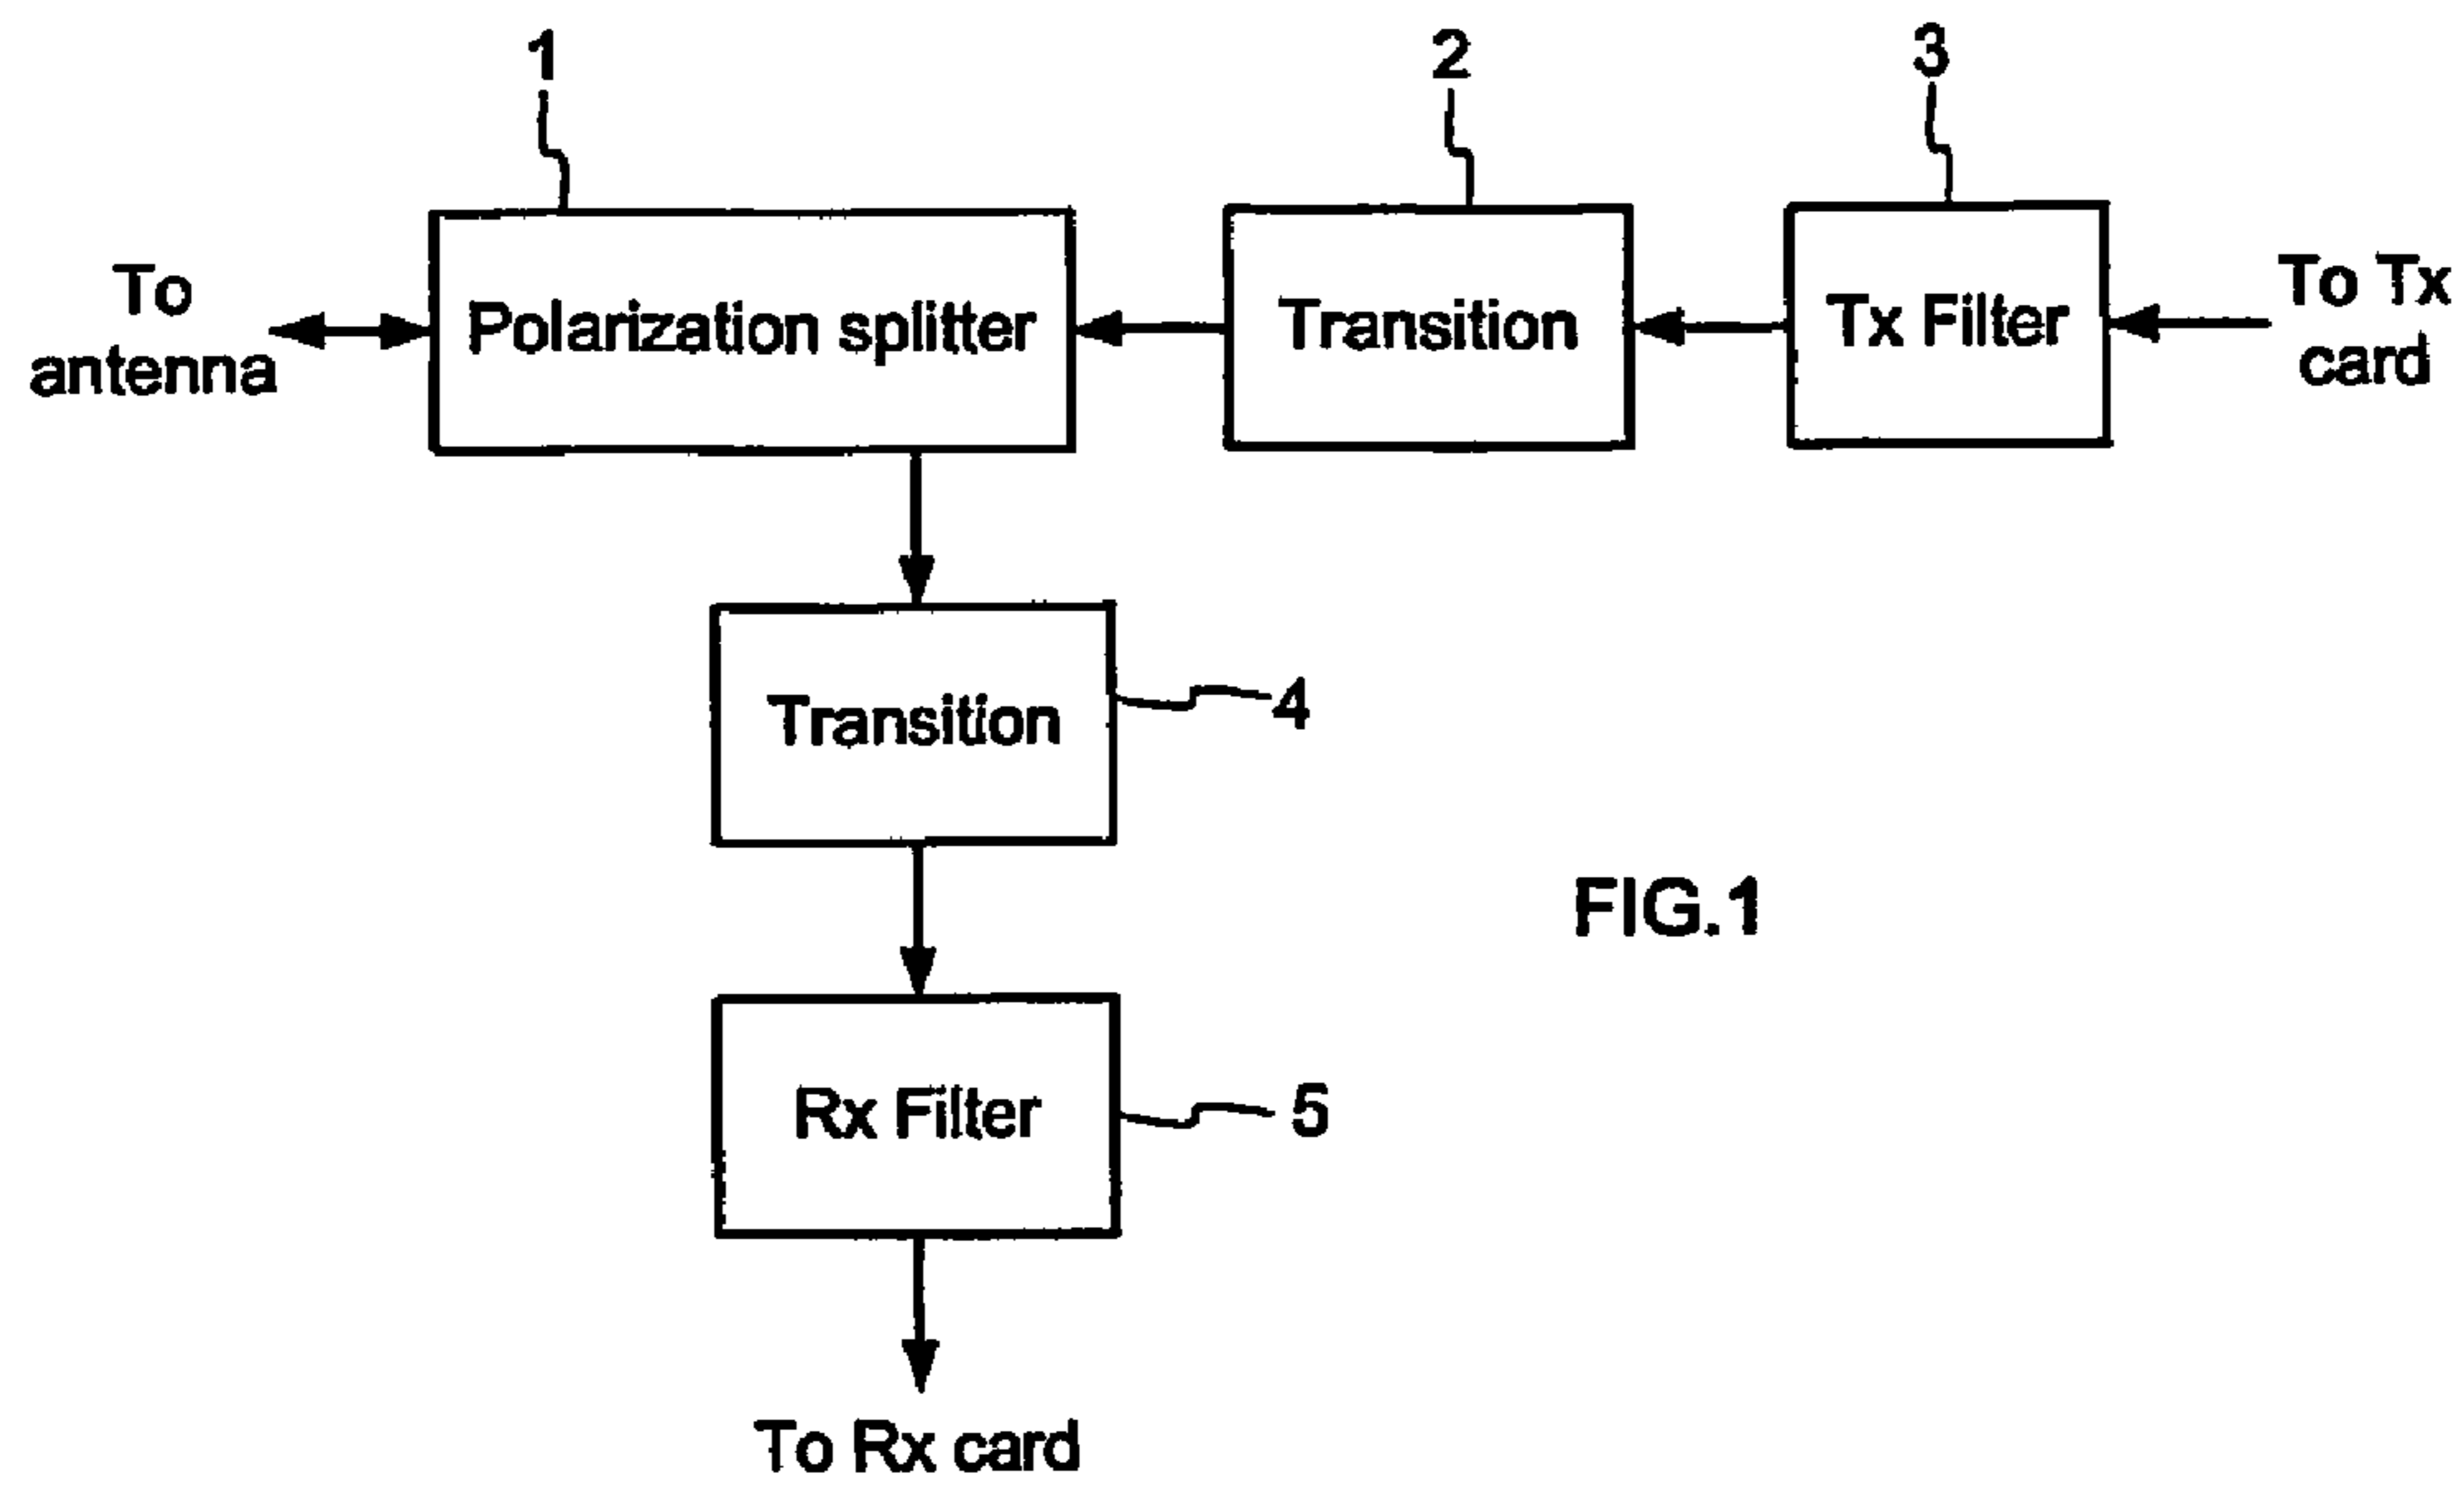 1
2
3
To
antenna
Polarization splitter
Transition
Tx Filter
To Tx
card
Transition
4
FIG.1
Rx Filter
5
To Rx card